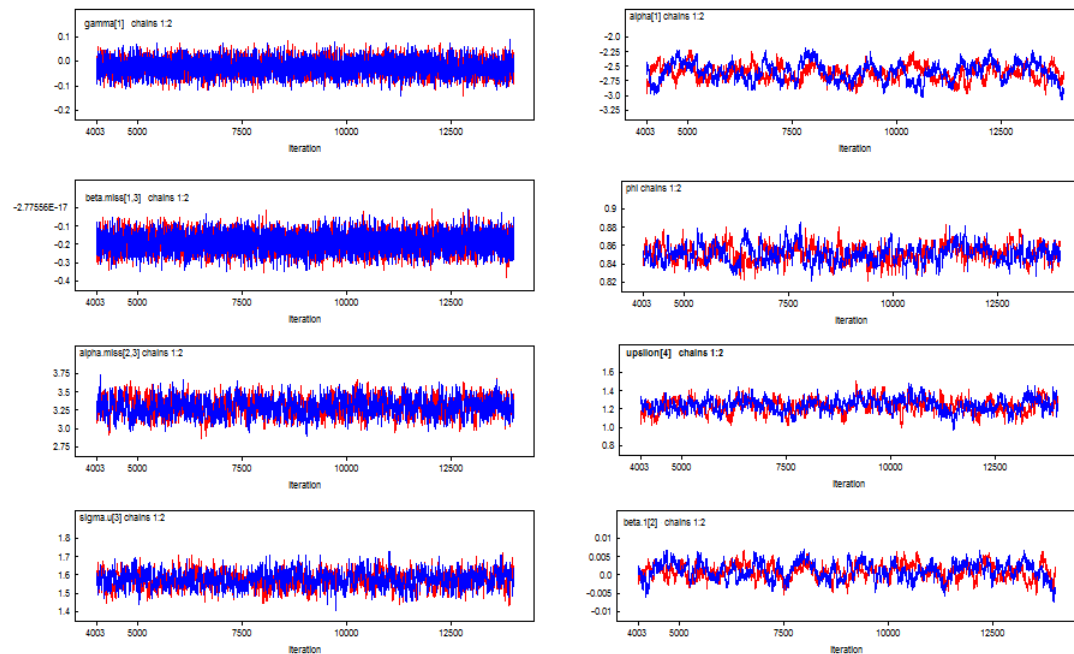 gamma[1] chains 1:2
0.1
0.0
-0.1
-0.2
4003 5000 7500 10000 12500
Iteration
alpha[1] chains 1:2
-2.0
-2.25
-2.5
-2.75
-3.0
-3.25
4003 5000 7500 10000 12500
Iteration
beta.miss[1,3] chains 1:2
-2.77556E-17
-0.1
-0.2
-0.3
-0.4
4003 5000 7500 10000 12500
Iteration
phi chains 1:2
0.9
0.88
0.86
0.84
0.82
4003 5000 7500 10000 12500
Iteration
alpha.miss[2,3] chains 1:2
3.75
3.5
3.25
3.0
2.75
4003 5000 7500 10000 12500
Iteration
upsilon[4] chains 1:2
1.6
1.4
1.2
1.0
0.8
4003 5000 7500 10000 12500
Iteration
sigma.u[3] chains 1:2
1.8
1.7
1.6
1.5
1.4
4003 5000 7500 10000 12500
Iteration
beta.1[2] chains 1:2
0.01
0.005
0.0
-0.005
-0.01
4003 5000 7500 10000 12500
Iteration